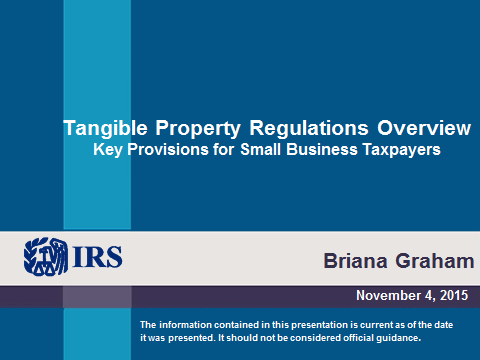 Tangible Property Regulations Overview
Key Provisions for Small Business Taxpayers
IRS
Briana Graham
November 4, 2015
The information contained in this presentation is current as of the date
it was presented. It should not be considered official guidance.